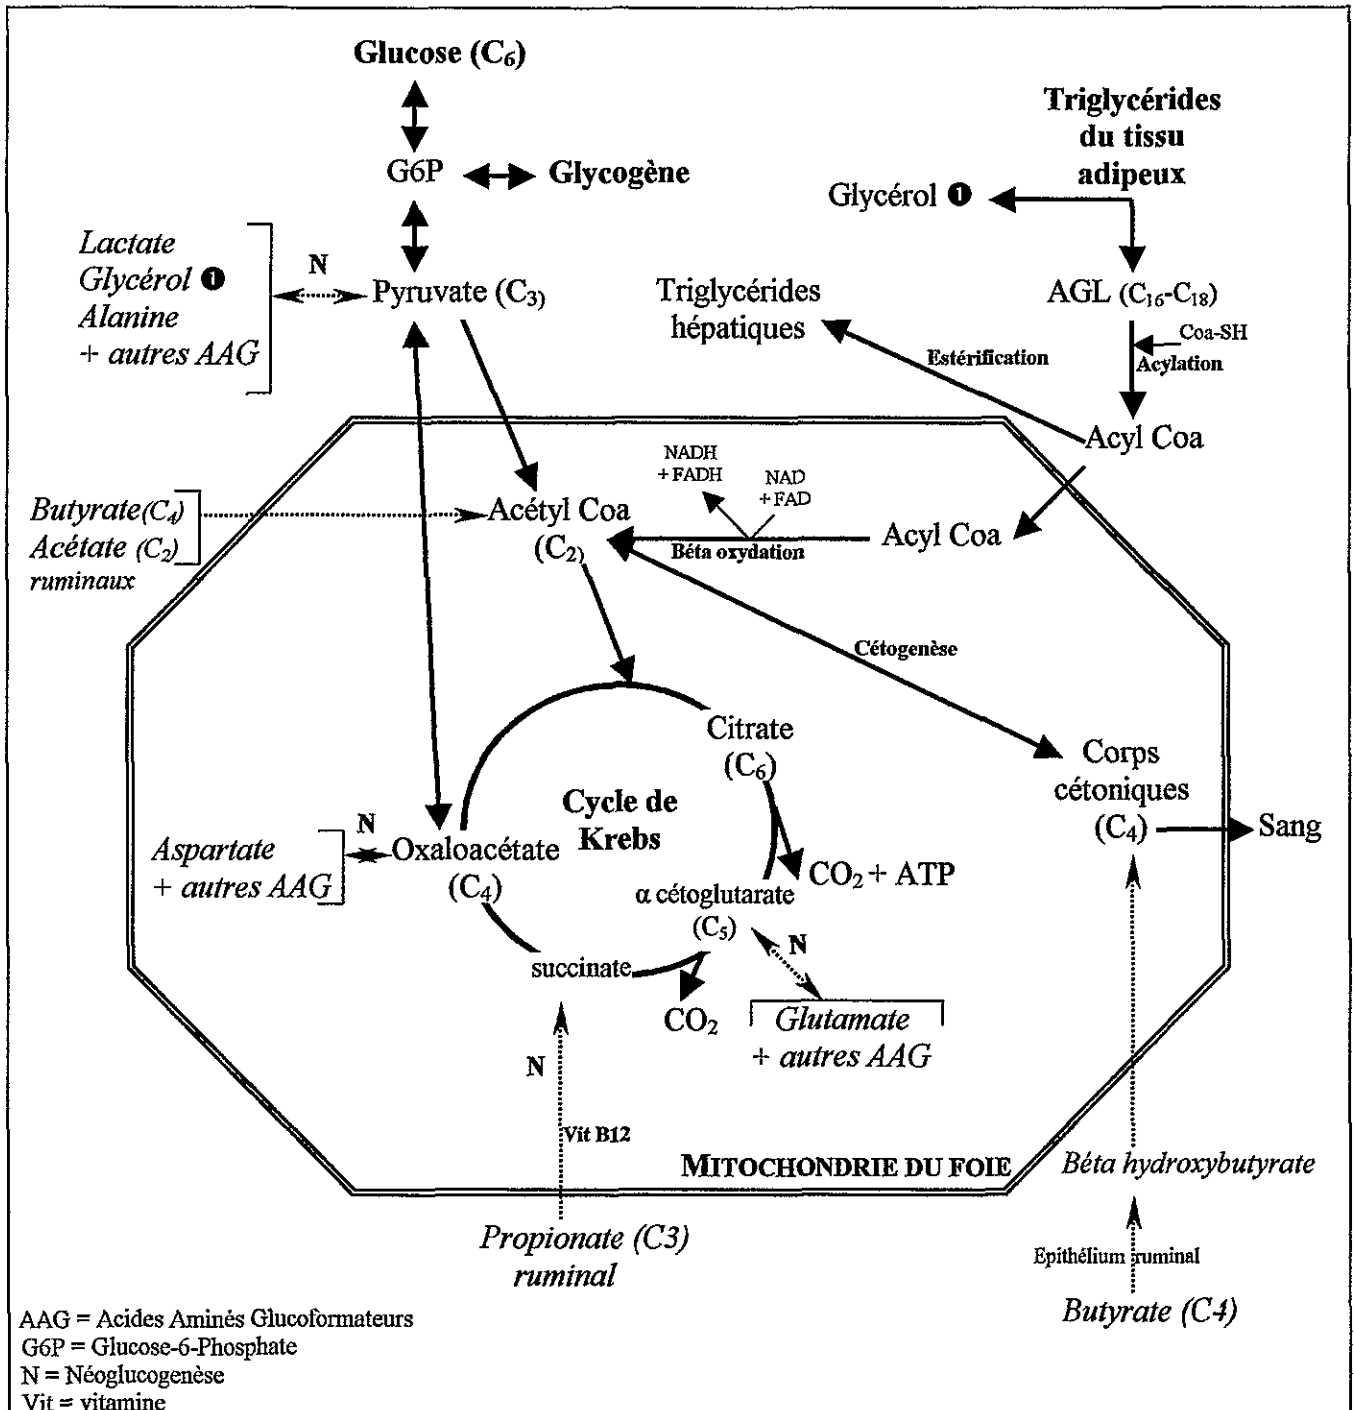 Glucose (C6)
Triglycérides
du tissu
adipeux
G6P
Glycogène
Glycérol ❶
Lactate
Glycérol ❶
Alanine
+ autres AAG
N
Pyruvate (C3)
Triglycérides
hépatiques
AGL (C16-C18)
Coa-SH
Acylation
Estérification
Acyl Coa
NADH
+ FADH
NAD
+ FAD
Butyrate(C4)
Acétate (C2)
ruminaux
Acétyl Coa
(C2)
Béta oxydation
Acyl Coa
Cétogenèse
Citrate
(C6)
Corps
cétoniques
(C4)
Sang
Cycle de
Krebs
N
Aspartate
+ autres AAG
Oxaloacétate
(C4)
CO2 + ATP
α cétoglutarate
(C5)
N
succinate
CO2
Glutamate
+ autres AAG
N
Vit B12
MITOCHONDRIE DU FOIE
Béta hydroxybutyrate
Propionate (C3)
ruminal
Epithélium ruminal
Butyrate (C4)
AAG = Acides Aminés Glucoformateurs
G6P = Glucose-6-Phosphate
N = Néoglucogenèse
Vit = vitamine